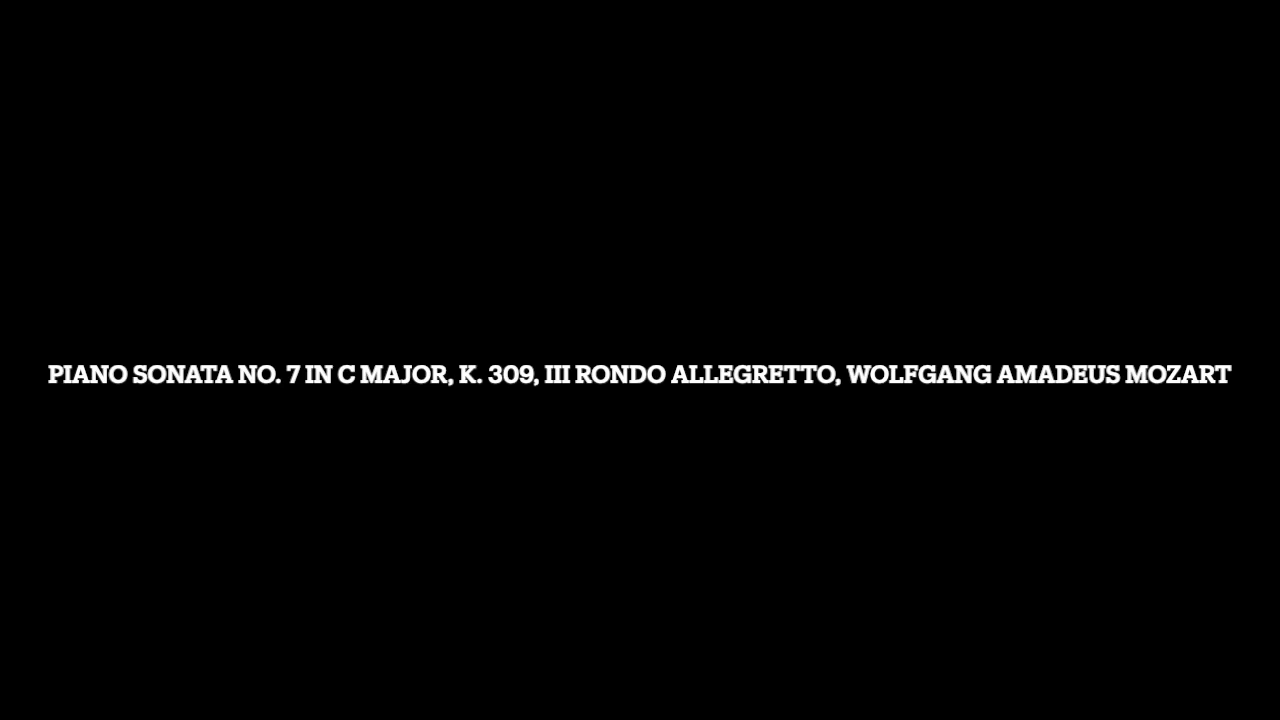 PIANO SONATA NO. 7 IN C MAJOR, K. 309, III RONDO ALLEGRETTO, WOLFGANG AMADEUS MOZART